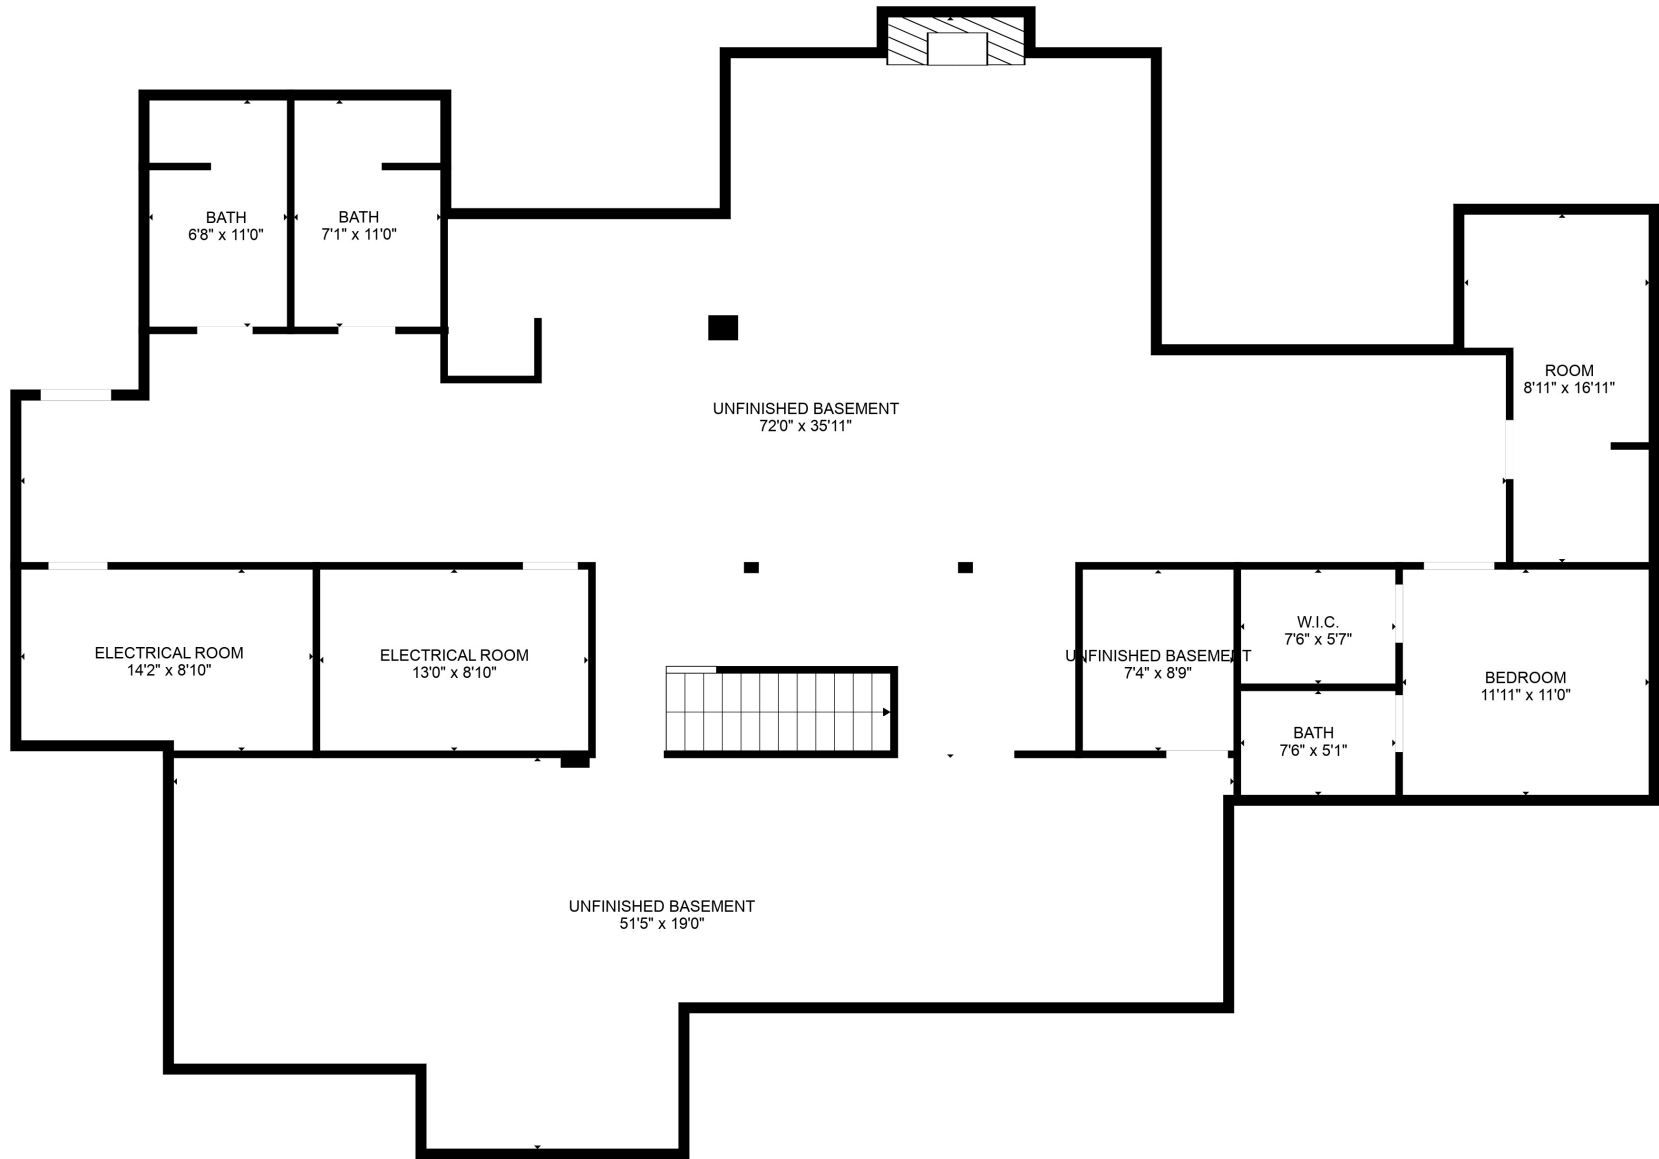 BATH
6'8" x 11'0"
BATH
7'1" x 11'0"
ROOM
8'11" x 16'11"
UNFINISHED BASEMENT
72'0" x 35'11"
ELECTRICAL ROOM
14'2" x 8'10"
ELECTRICAL ROOM
13'0" x 8'10"
UNFINISHED BASEMENT
7'4" x 8'9"
W.I.C.
7'6" x 5'7"
BEDROOM
11'11" x 11'0"
BATH
7'6" x 5'1"
UNFINISHED BASEMENT
51'5" x 19'0"